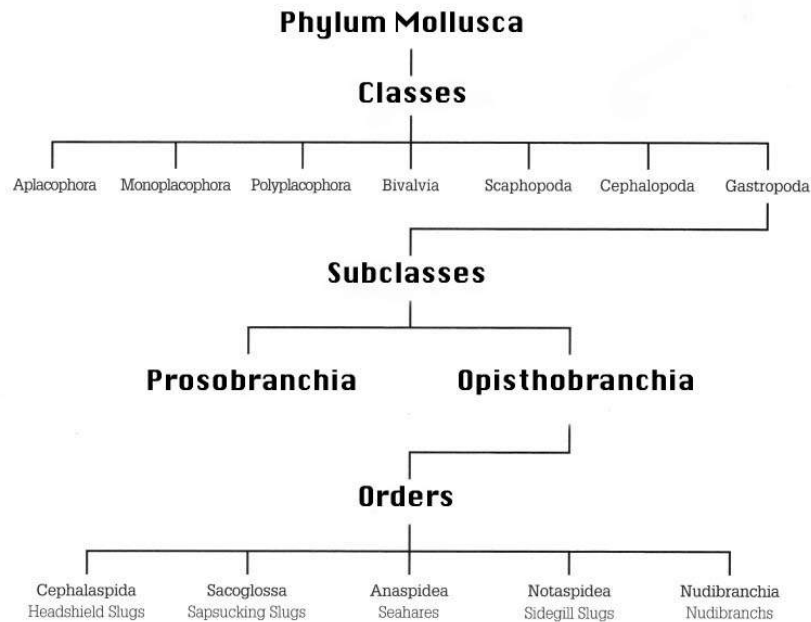 Phylum Mollusca
Classes
Aplacophora Monoplacophora Polyplacophora Bivalvia Scaphopoda Cephalopoda Gastropoda
Subclasses
Prosobranchia Opisthobranchia
Orders
Cephalaspida Sacoglossa Anaspidea Notaspidea Nudibranchia
Headshield Slugs Sapsucking Slugs Seahares Sidegill Slugs Nudibranchs